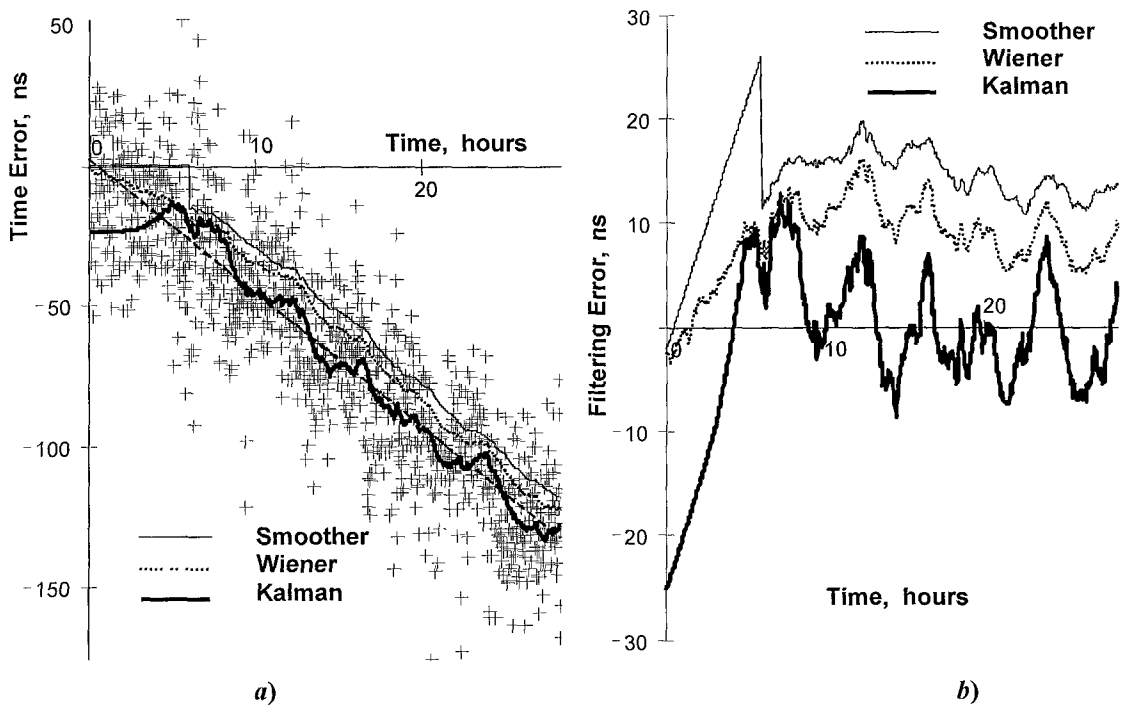 50
Time Error, ns
0
10
Time, hours
20
-50
-100
-150
Smoother
Wiener
Kalman
a)
30
Smoother
Wiener
Kalman
20
10
Filtering Error, ns
0
10
20
-10
-20
Time, hours
-30
b)